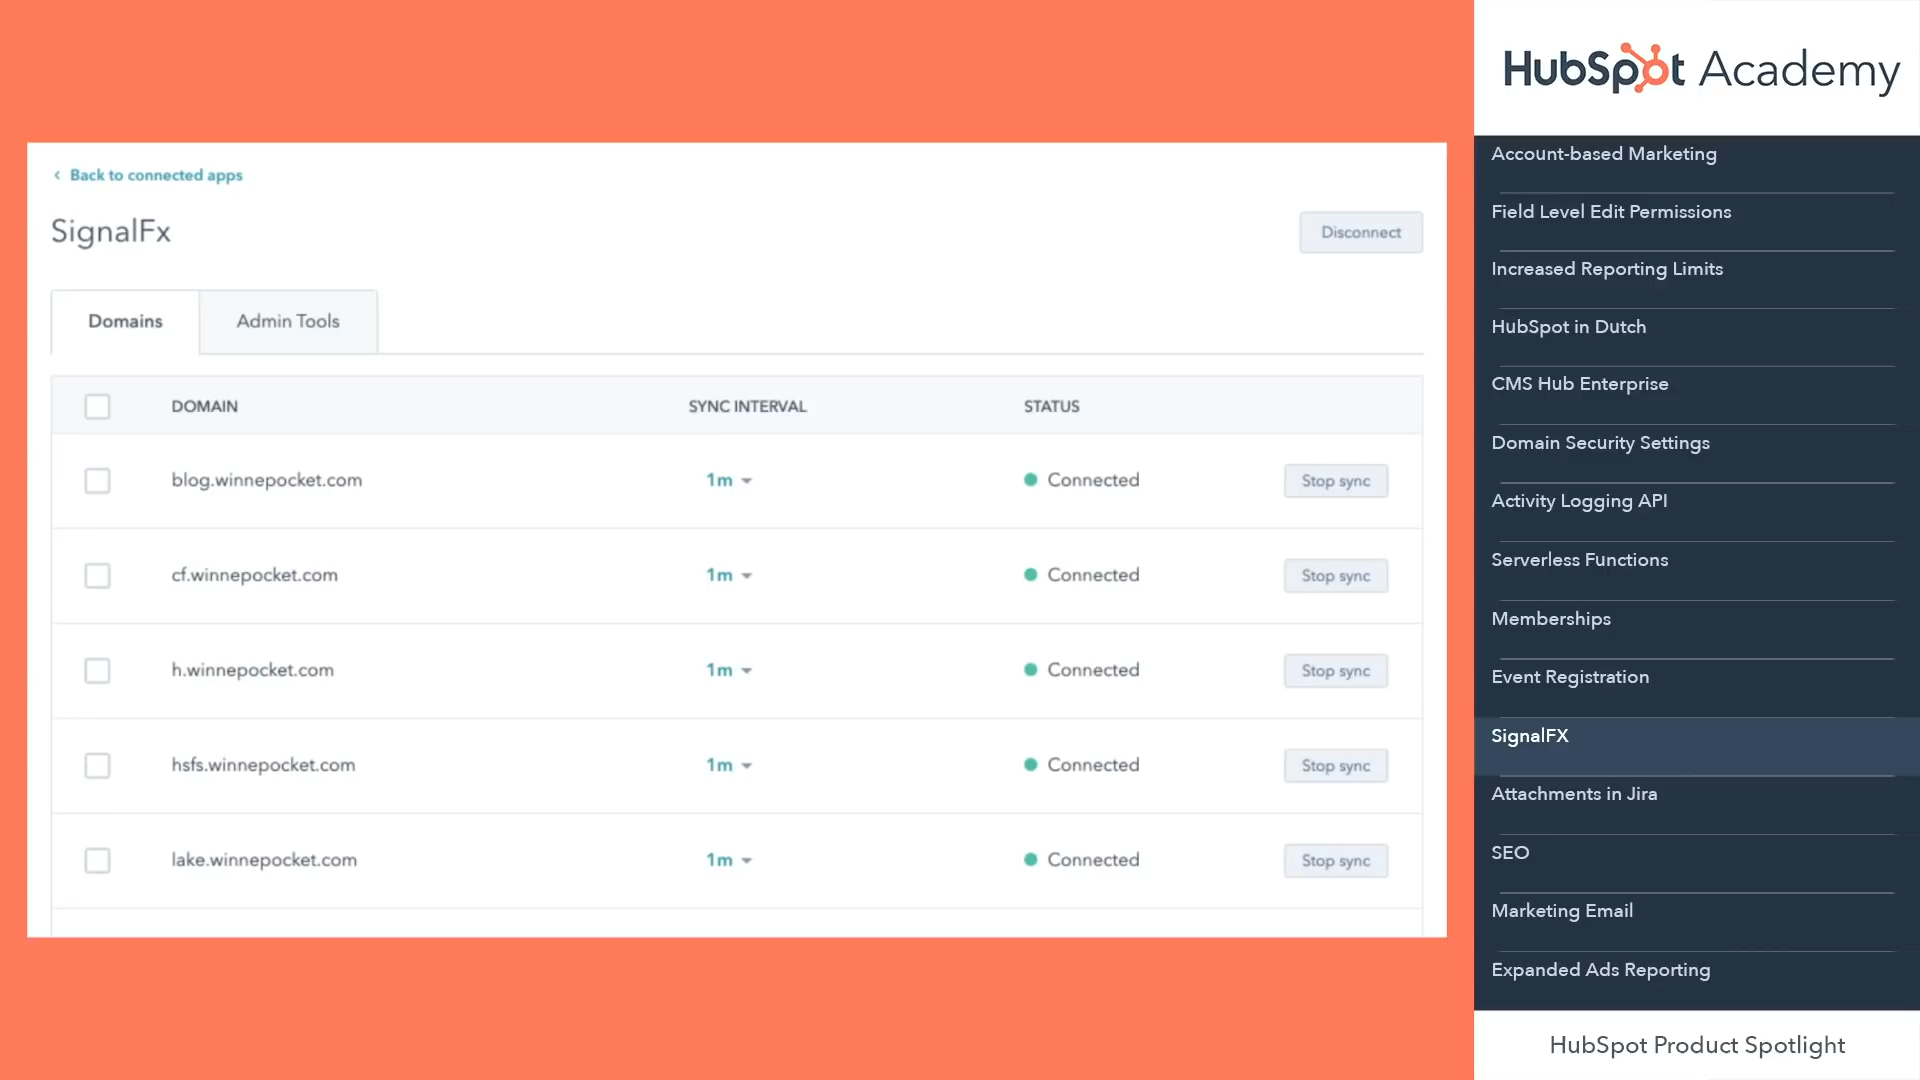 HubSpot Academy
Back to connected apps
SignalFx
Disconnect
Domains
Admin Tools
DOMAIN SYNC INTERVAL STATUS
blog.winnepocket.com 1m Connected Stop sync
cf.winnepocket.com 1m Connected Stop sync
h.winnepocket.com 1m Connected Stop sync
hsfs.winnepocket.com 1m Connected Stop sync
lake.winnepocket.com 1m Connected Stop sync
Account-based Marketing
Field Level Edit Permissions
Increased Reporting Limits
HubSpot in Dutch
CMS Hub Enterprise
Domain Security Settings
Activity Logging API
Serverless Functions
Memberships
Event Registration
SignalFX
Attachments in Jira
SEO
Marketing Email
Expanded Ads Reporting
HubSpot Product Spotlight